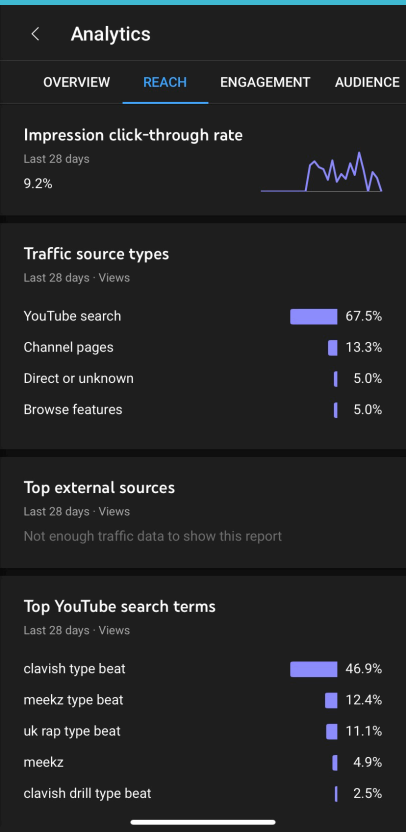 Analytics
OVERVIEW REACH ENGAGEMENT AUDIENCE
Impression click-through rate
Last 28 days
9.2%
Traffic source types
Last 28 days · Views
YouTube search 67.5%
Channel pages 13.3%
Direct or unknown 5.0%
Browse features 5.0%
Top external sources
Last 28 days · Views
Not enough traffic data to show this report
Top YouTube search terms
Last 28 days · Views
clavish type beat 46.9%
meekz type beat 12.4%
uk rap type beat 11.1%
meekz 4.9%
clavish drill type beat 2.5%